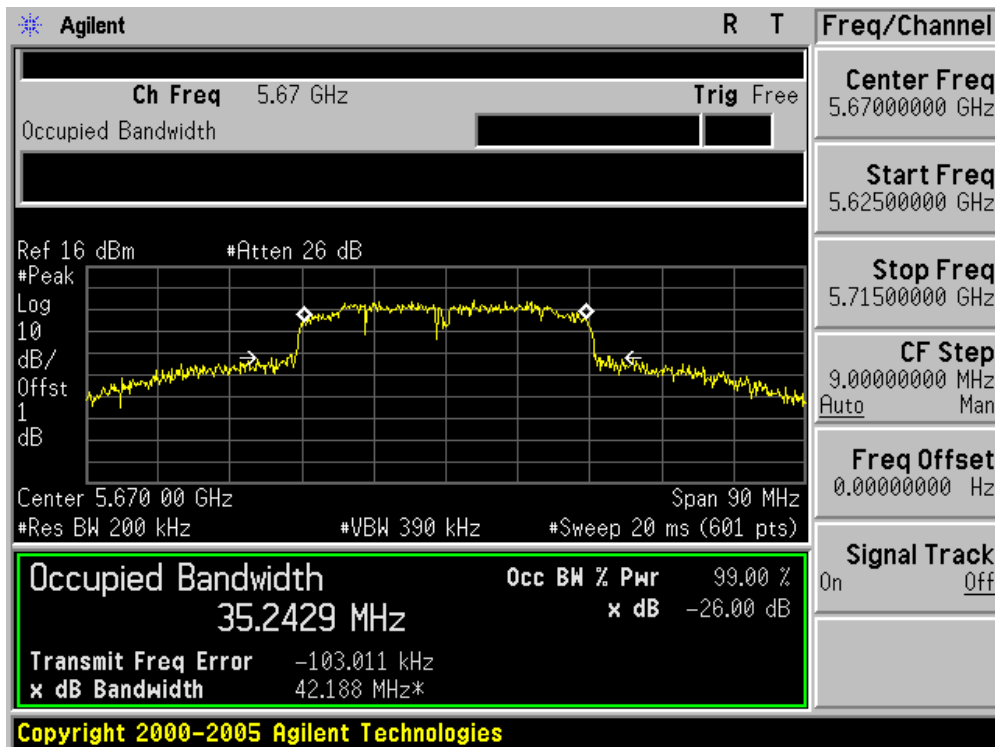 Agilent R T
Freq/Channel
Ch Freq 5.67 GHz Trig Free
Occupied Bandwidth
Center Freq
5.67000000 GHz
Start Freq
5.62500000 GHz
Stop Freq
5.71500000 GHz
CF Step
9.00000000 MHz
Auto Man
Freq Offset
0.00000000 Hz
Signal Track
On Off
Ref 16 dBm #Atten 26 dB
#Peak
Log
10
dB/
Offst
1
dB
Center 5.670 00 GHz Span 90 MHz
#Res BW 200 kHz #VBW 390 kHz #Sweep 20 ms (601 pts)
Occupied Bandwidth
35.2429 MHz
Occ BW % Pwr 99.00 %
x dB -26.00 dB
Transmit Freq Error -103.011 kHz
x dB Bandwidth 42.188 MHz*
Copyright 2000-2005 Agilent Technologies